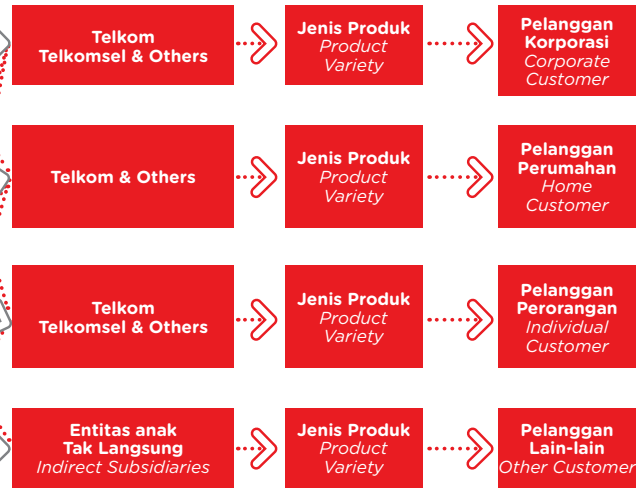 Telkom
Telkomsel & Others
Jenis Produk
Product
Variety
Pelanggan
Korporasi
Corporate
Customer
Telkom & Others
Jenis Produk
Product
Variety
Pelanggan
Perumahan
Home
Customer
Telkom
Telkomsel & Others
Jenis Produk
Product
Variety
Pelanggan
Perorangan
Individual
Customer
Entitas anak
Tak Langsung
Indirect Subsidiaries
Jenis Produk
Product
Variety
Pelanggan
Lain-lain
Other Customer